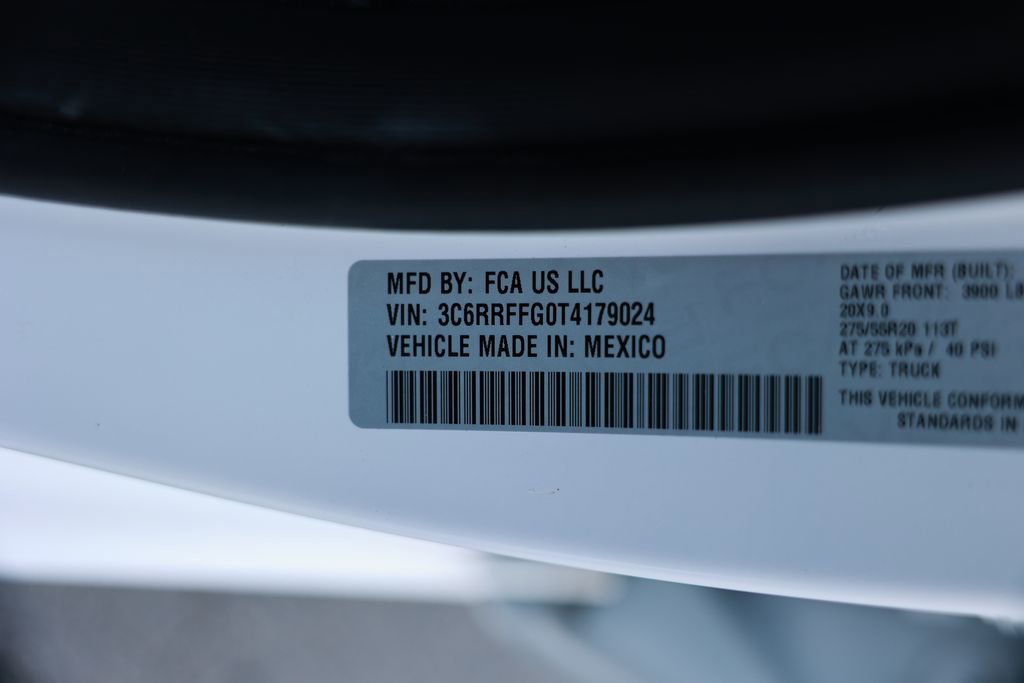 MFD BY: FCA US LLC
VIN: 3C6RRFFG0T4179024
VEHICLE MADE IN: MEXICO
DATE OF MFR (BUILT):
GAWR FRONT: 3900 LB
20X9.0
275/55R20 113T
AT 275 kPa / 40 PSI
TYPE: TRUCK
THIS VEHICLE CONFORM
STANDARDS IN